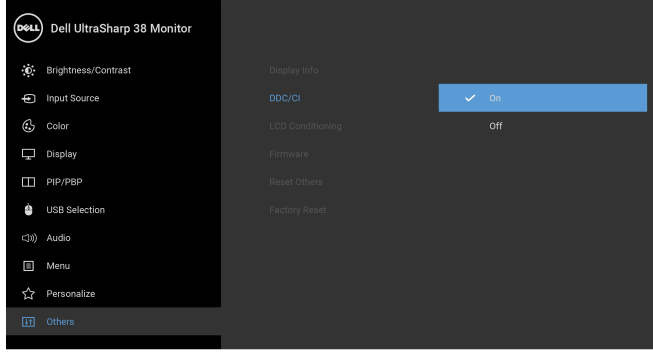 DELL Dell UltraSharp 38 Monitor
Brightness/Contrast
Input Source
Color
Display
PIP/PBP
USB Selection
Audio
Menu
Personalize
Others
Display Info
DDC/CI
LCD Conditioning
Firmware
Reset Others
Factory Reset
On
Off